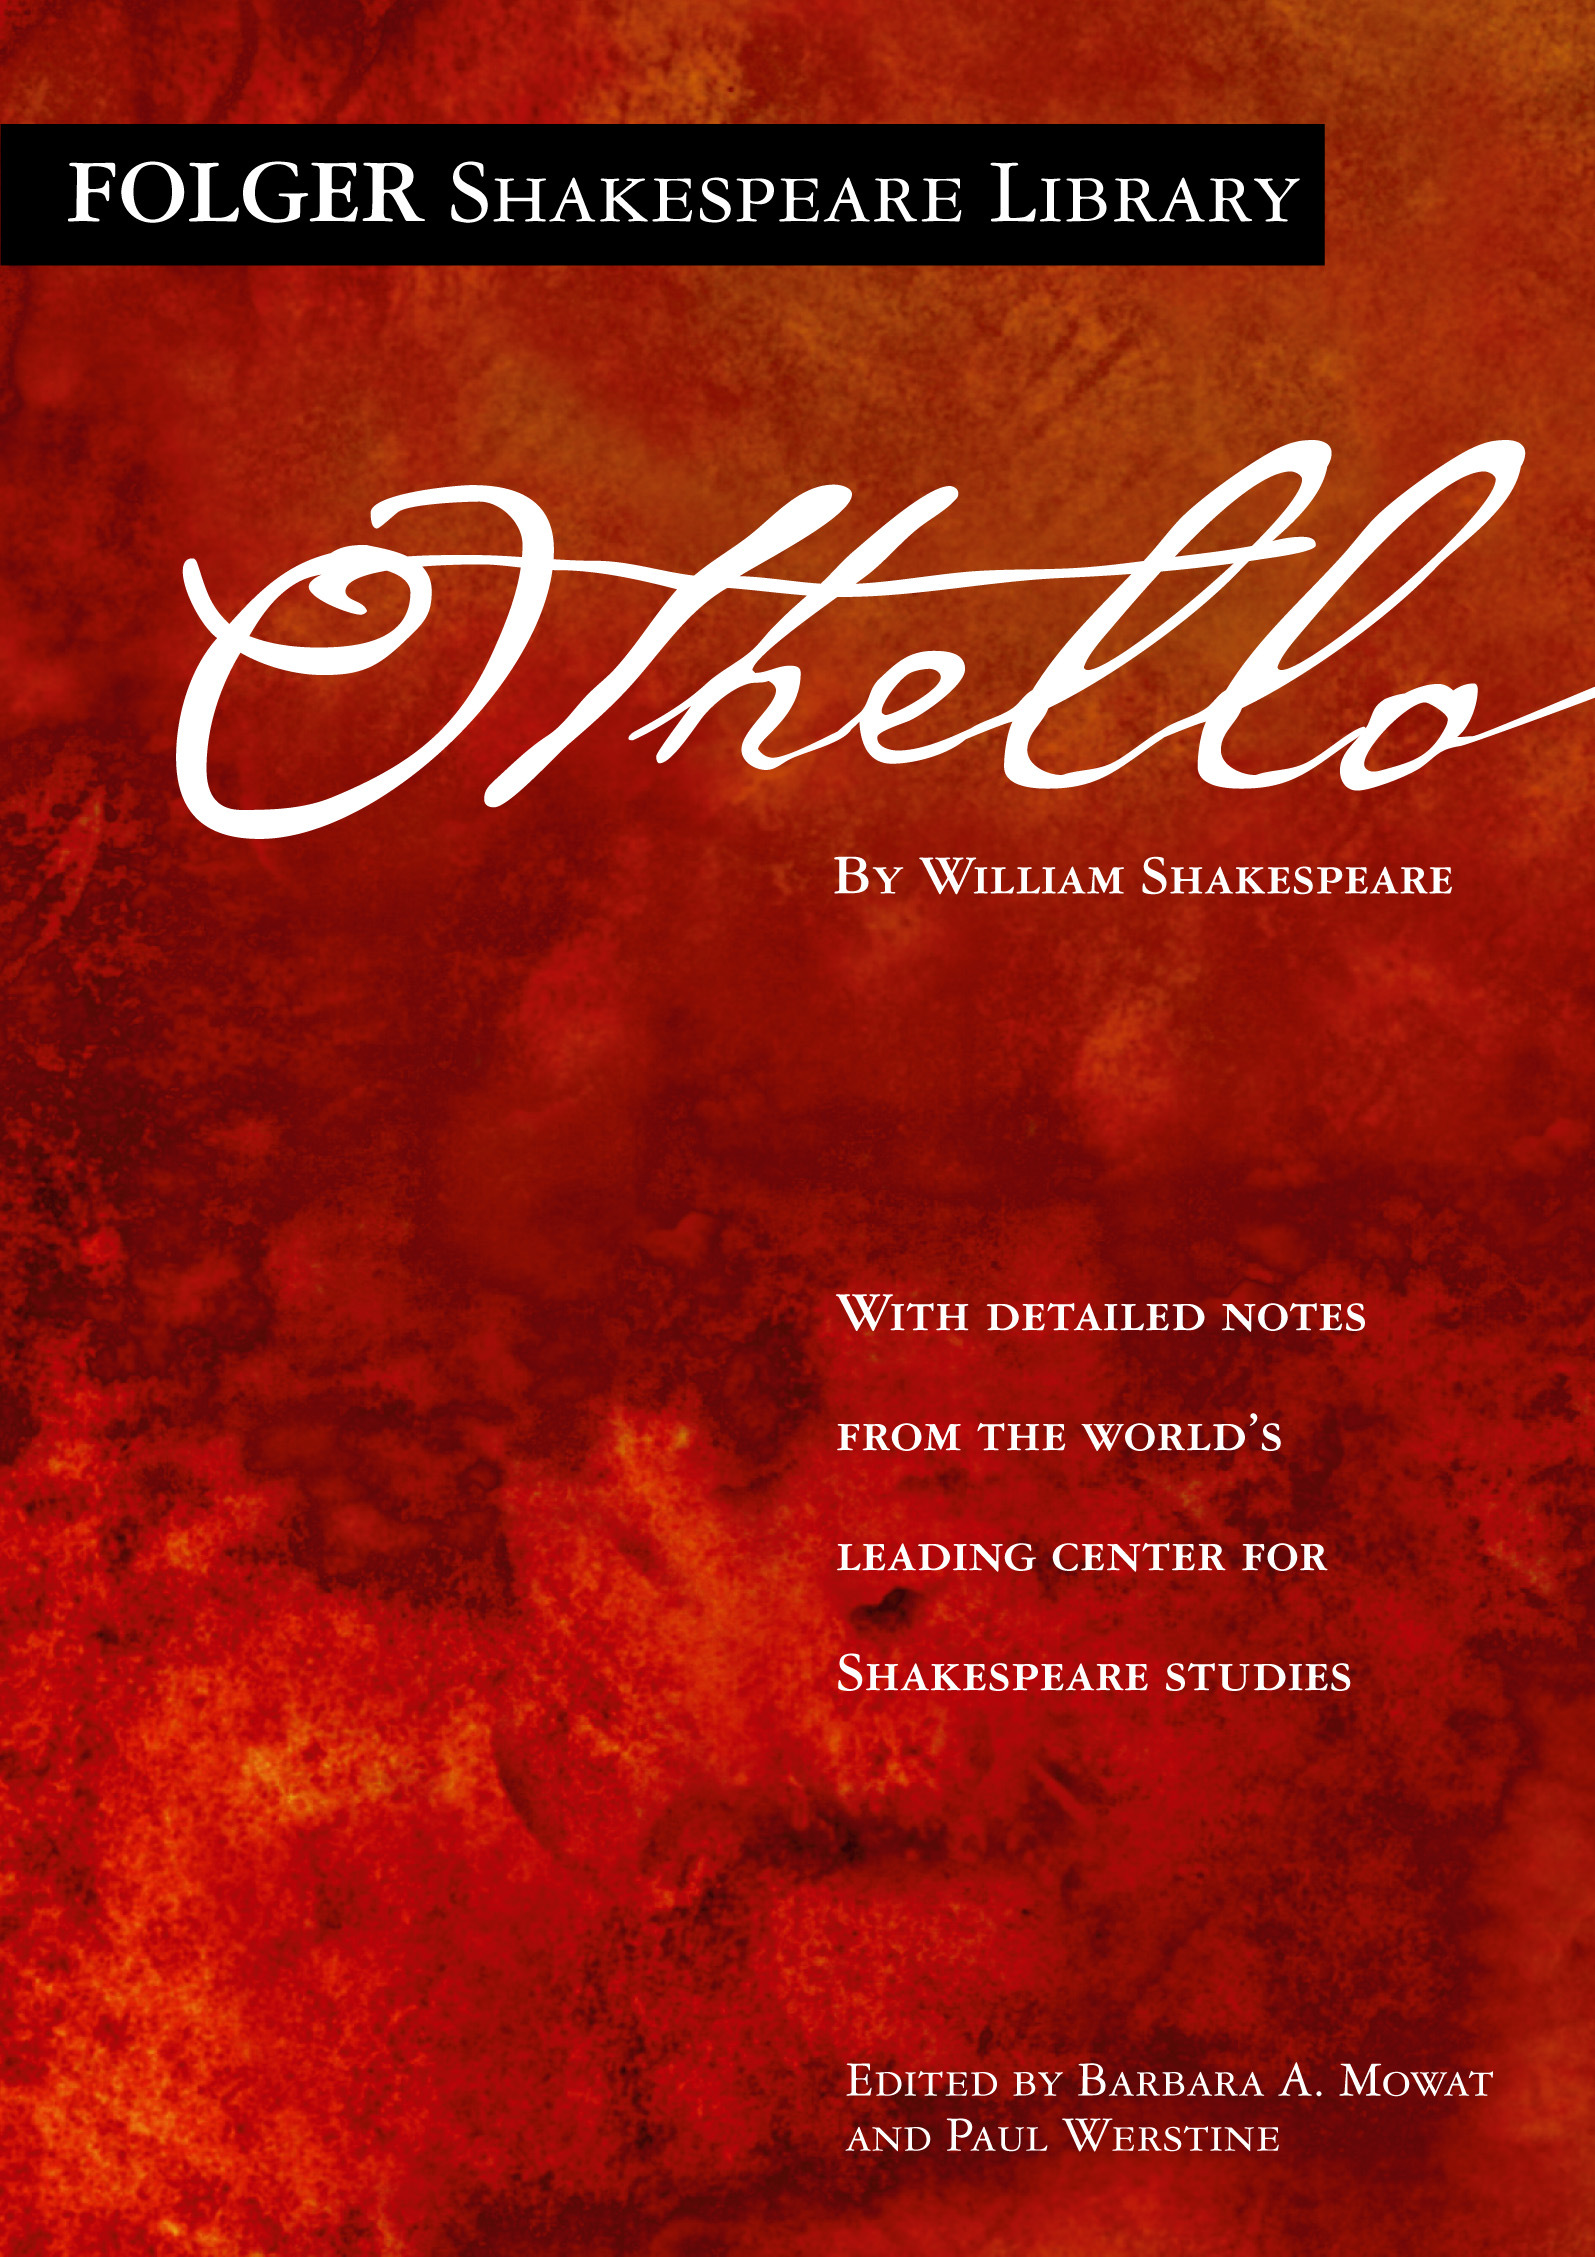 FOLGER SHAKESPEARE LIBRARY
Othello
BY WILLIAM SHAKESPEARE
WITH DETAILED NOTES
FROM THE WORLD’S
LEADING CENTER FOR
SHAKESPEARE STUDIES
EDITED BY BARBARA A. MOWAT
AND PAUL WERSTINE